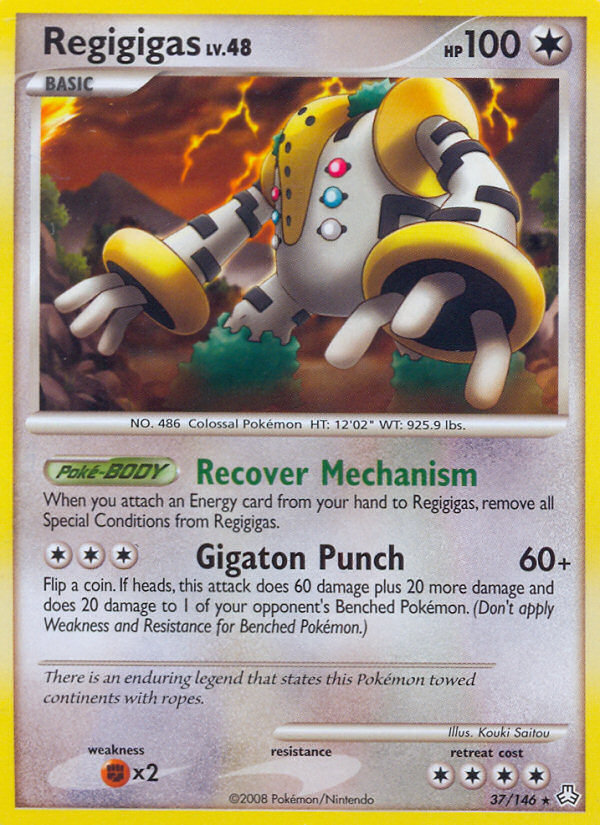 Regigigas LV.48
HP 100
BASIC
NO. 486 Colossal Pokémon HT: 12'02" WT: 925.9 lbs.
Poké-BODY Recover Mechanism
When you attach an Energy card from your hand to Regigigas, remove all
Special Conditions from Regigigas.
Gigaton Punch 60+
Flip a coin. If heads, this attack does 60 damage plus 20 more damage and
does 20 damage to 1 of your opponent's Benched Pokémon. (Don't apply
Weakness and Resistance for Benched Pokémon.)
There is an enduring legend that states this Pokémon towed
continents with ropes.
Illus. Kouki Saitou
weakness resistance retreat cost
x2
©2008 Pokémon/Nintendo
37/146 ★